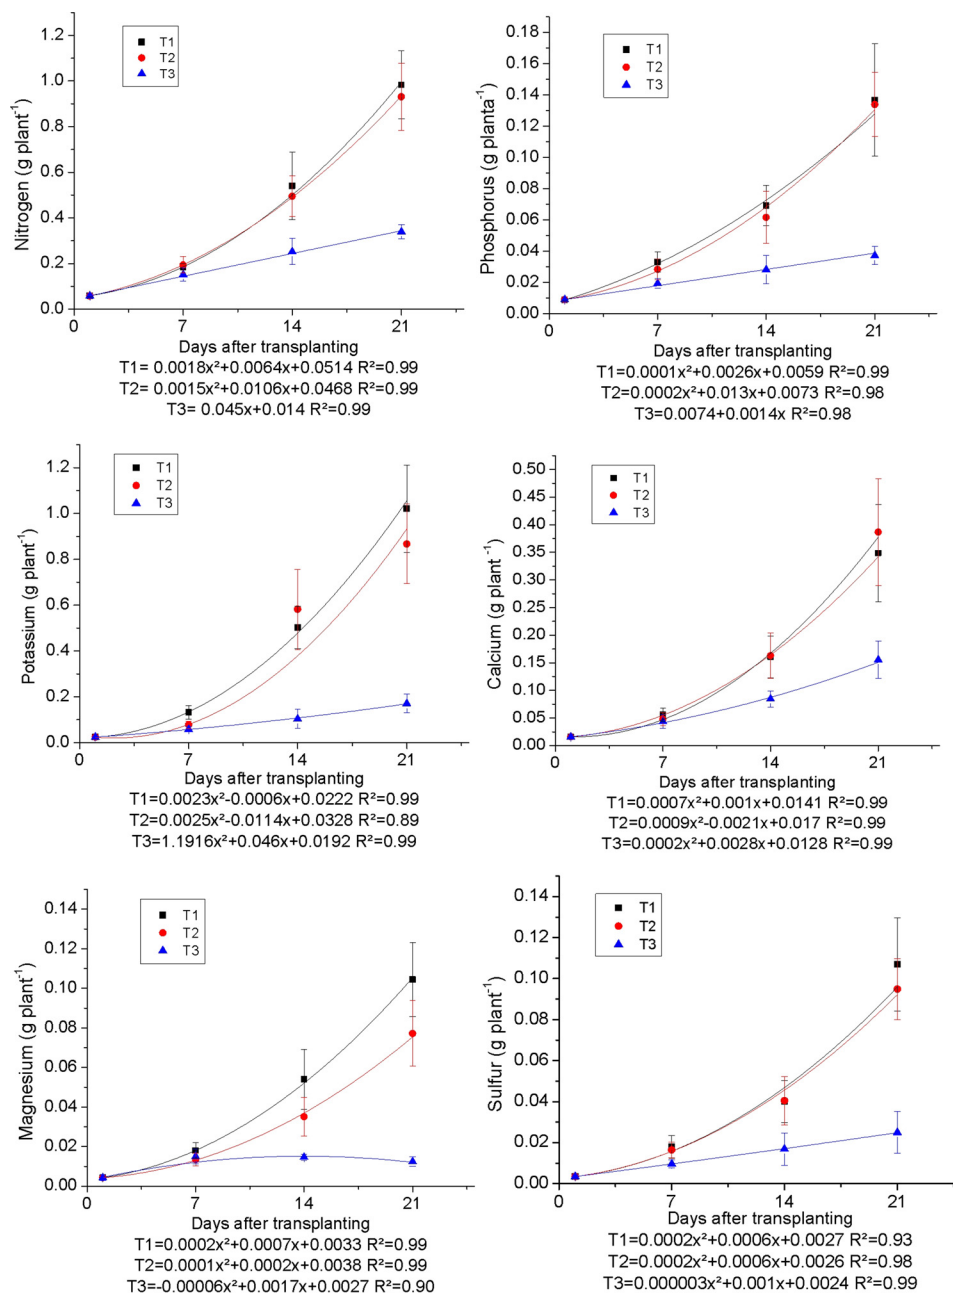 1.2
1.0
0.8
0.6
0.4
0.2
0.0
Nitrogen (g plant⁻¹)
T1
T2
T3
0 7 14 21
Days after transplanting
T1= 0.0018x²+0.0064x+0.0514 R²=0.99
T2= 0.0015x²+0.0106x+0.0468 R²=0.99
T3= 0.045x+0.014 R²=0.99
0.18
0.16
0.14
0.12
0.10
0.08
0.06
0.04
0.02
0.00
Phosphorus (g planta⁻¹)
T1
T2
T3
0 7 14 21
Days after transplanting
T1=0.0001x²+0.0026x+0.0059 R²=0.99
T2=0.0002x²+0.013x+0.0073 R²=0.98
T3=0.0074+0.0014x R²=0.98
1.2
1.0
0.8
0.6
0.4
0.2
0.0
Potassium (g plant⁻¹)
T1
T2
T3
0 7 14 21
Days after transplanting
T1=0.0023x²-0.0006x+0.0222 R²=0.99
T2=0.0025x²-0.0114x+0.0328 R²=0.89
T3=1.1916x²+0.046x+0.0192 R²=0.99
0.50
0.45
0.40
0.35
0.30
0.25
0.20
0.15
0.10
0.05
0.00
Calcium (g plant ⁻¹)
T1
T2
T3
0 7 14 21
Days after transplanting
T1=0.0007x²+0.001x+0.0141 R²=0.99
T2=0.0009x²-0.0021x+0.017 R²=0.99
T3=0.0002x²+0.0028x+0.0128 R²=0.99
0.14
0.12
0.10
0.08
0.06
0.04
0.02
0.00
Magnesium (g plant⁻¹)
T1
T2
T3
0 7 14 21
Days after transplanting
T1=0.0002x²+0.0007x+0.0033 R²=0.99
T2=0.0001x²+0.0002x+0.0038 R²=0.99
T3=-0.00006x²+0.0017x+0.0027 R²=0.90
0.14
0.12
0.10
0.08
0.06
0.04
0.02
0.00
Sulfur (g plant⁻¹)
T1
T2
T3
0 7 14 21
Days after transplanting
T1=0.0002x²+0.0006x+0.0027 R²=0.93
T2=0.0002x²+0.0006x+0.0026 R²=0.98
T3=0.000003x²+0.001x+0.0024 R²=0.99